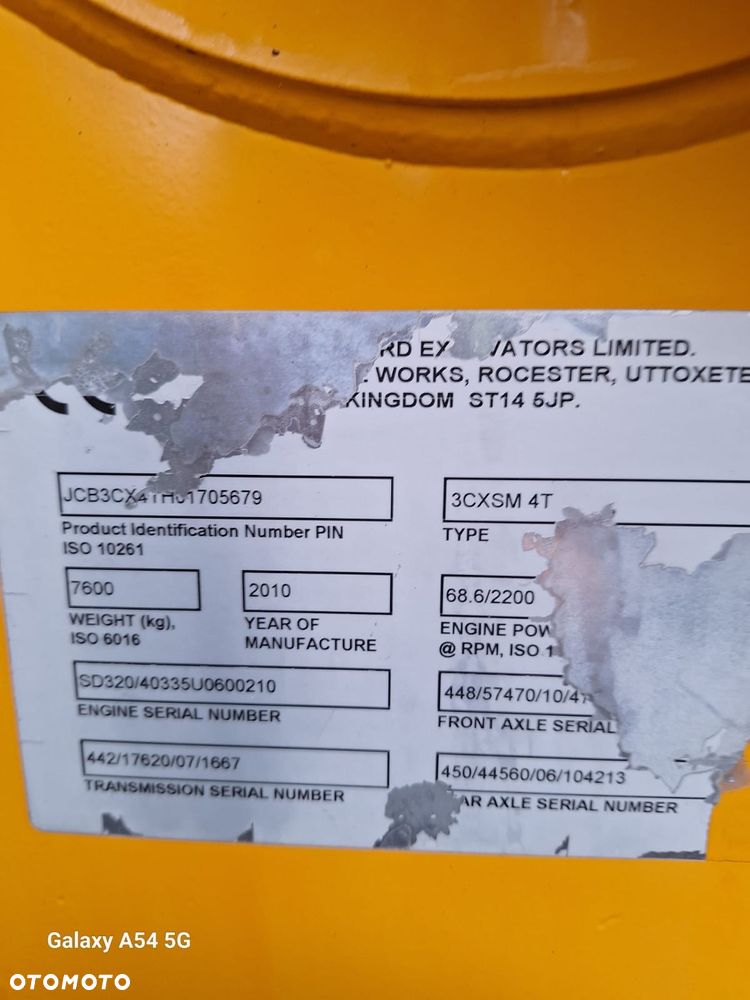 RD EX VATORS LIMITED.
WORKS, ROCESTER, UTTOXETE
KINGDOM ST14 5JP.
JCB3CX4TH01705679
3CXSM 4T
Product Identification Number PIN
ISO 10261
TYPE
7600
2010
68.6/2200
WEIGHT (kg),
ISO 6016
YEAR OF
MANUFACTURE
ENGINE POW
@ RPM, ISO 1
SD320/40335U0600210
448/57470/10/4
ENGINE SERIAL NUMBER
FRONT AXLE SERIAL
442/17620/07/1667
450/44560/06/104213
TRANSMISSION SERIAL NUMBER
AR AXLE SERIAL NUMBER
Galaxy A54 5G
OTOMOTO